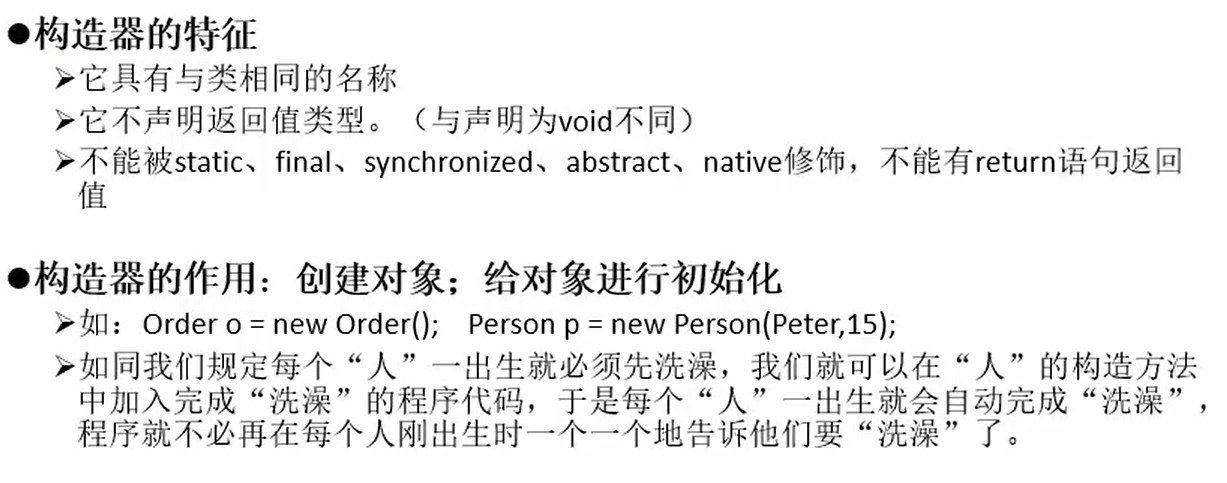 ●构造器的特征
➢它具有与类相同的名称
➢它不声明返回值类型。（与声明为void不同）
➢不能被static、final、synchronized、abstract、native修饰，不能有return语句返回
值
●构造器的作用：创建对象；给对象进行初始化
➢如：Order o = new Order(); Person p = new Person(Peter,15);
➢如同我们规定每个“人”一出生就必须先洗澡，我们就可以在“人”的构造方法
中加入完成“洗澡”的程序代码，于是每个“人”一出生就会自动完成“洗澡”，
程序就不必再在每个人刚出生时一个一个地告诉他们要“洗澡”了。